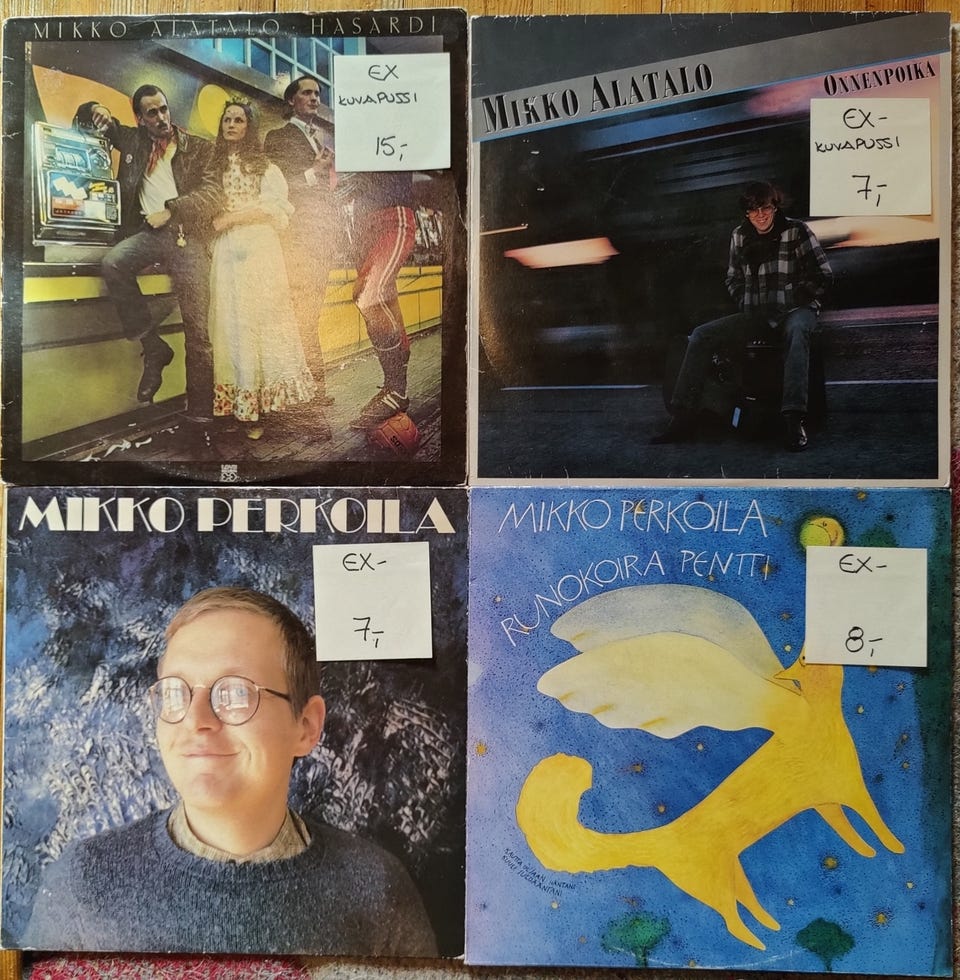 MIKKO ALATALO HASARDI
EX
KUVAPUSSI
15,-
MIKKO ALATALO
ONNENPOIKA
EX-
KUVAPUSSI
7,-
MIKKO PERKOILA
EX-
7,-
MIKKO PERKOILA
RUNOKOIRA PENTTI
EX-
8,-